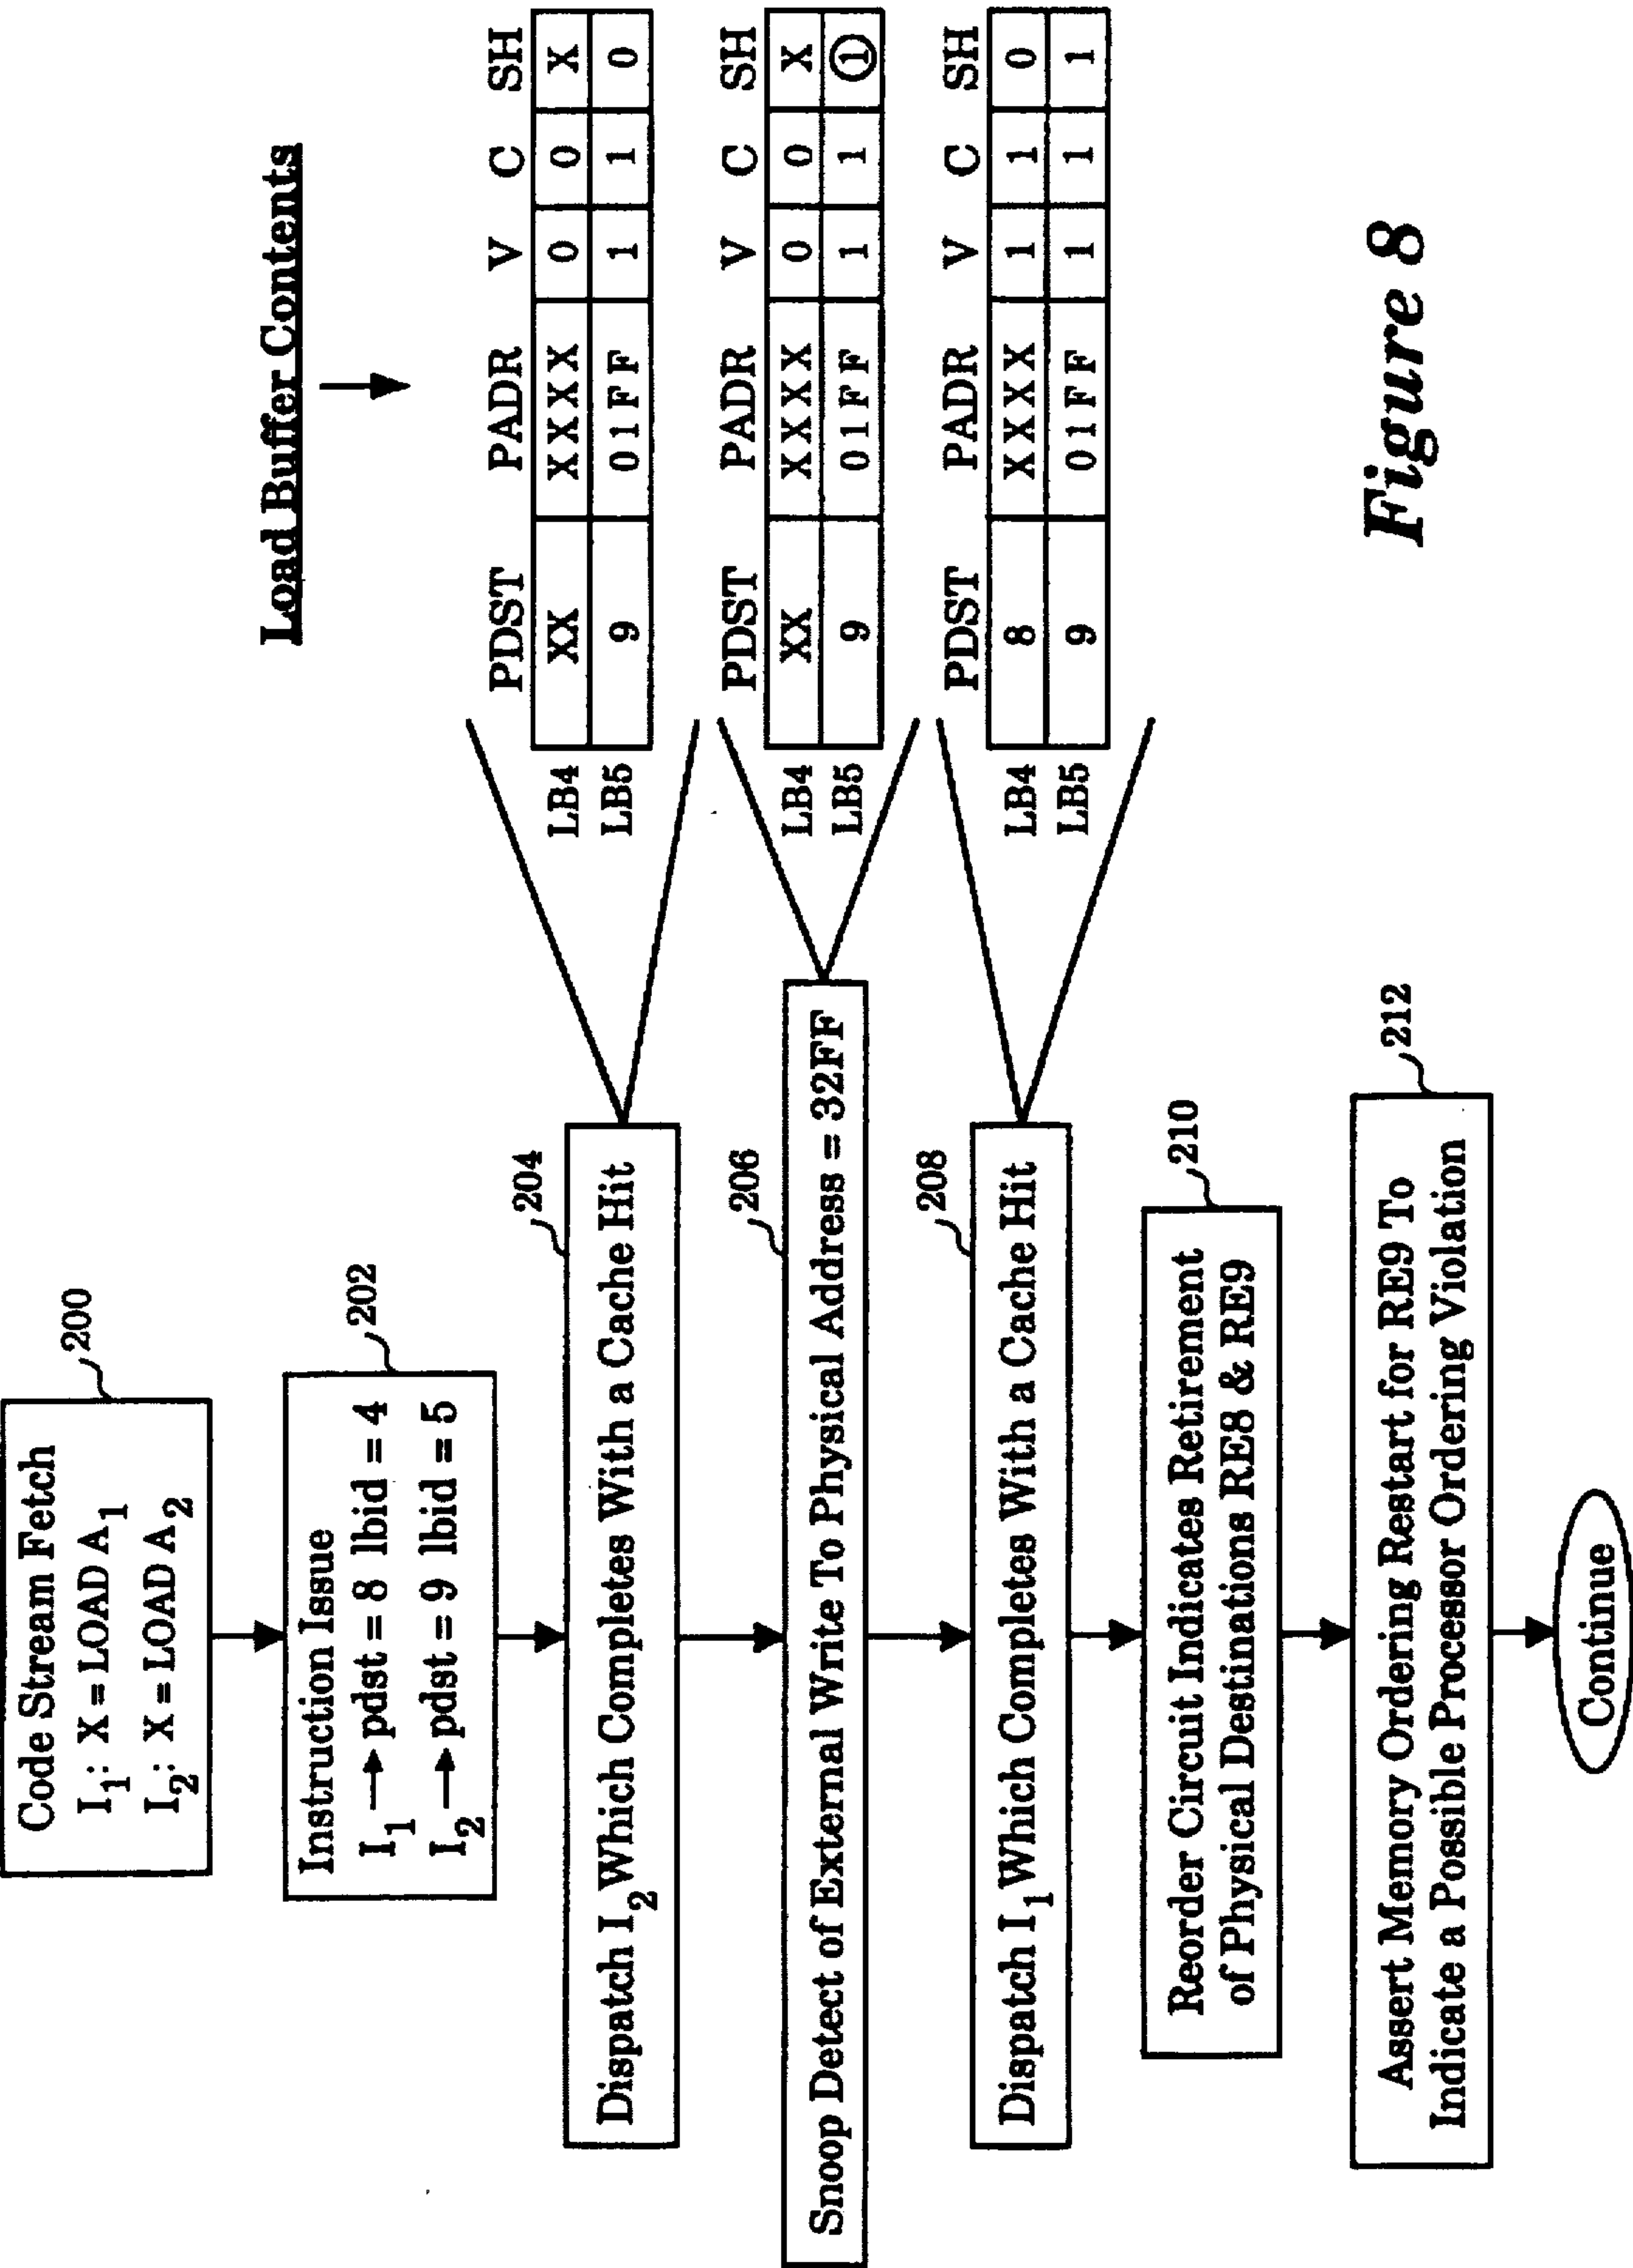 Code Stream Fetch
I1: X = LOAD A1
I2: X = LOAD A2
200
Instruction Issue
I1 → pdst = 8 lbid = 4
I2 → pdst = 9 lbid = 5
202
Dispatch I2 Which Completes With a Cache Hit
204
Snoop Detect of External Write To Physical Address = 32FF
206
Dispatch I1 Which Completes With a Cache Hit
208
Reorder Circuit Indicates Retirement
of Physical Destinations RE8 & RE9
210
Assert Memory Ordering Restart for RE9 To
Indicate a Possible Processor Ordering Violation
212
Continue
Load Buffer Contents
PDST PADR V C SH
LB4 XX XXXX 0 0 X
LB5 9 01FF 1 1 0
PDST PADR V C SH
LB4 XX XXXX 0 0 X
LB5 9 01FF 1 1 1
PDST PADR V C SH
LB4 8 XXXX 1 1 0
LB5 9 01FF 1 1 1
Figure 8